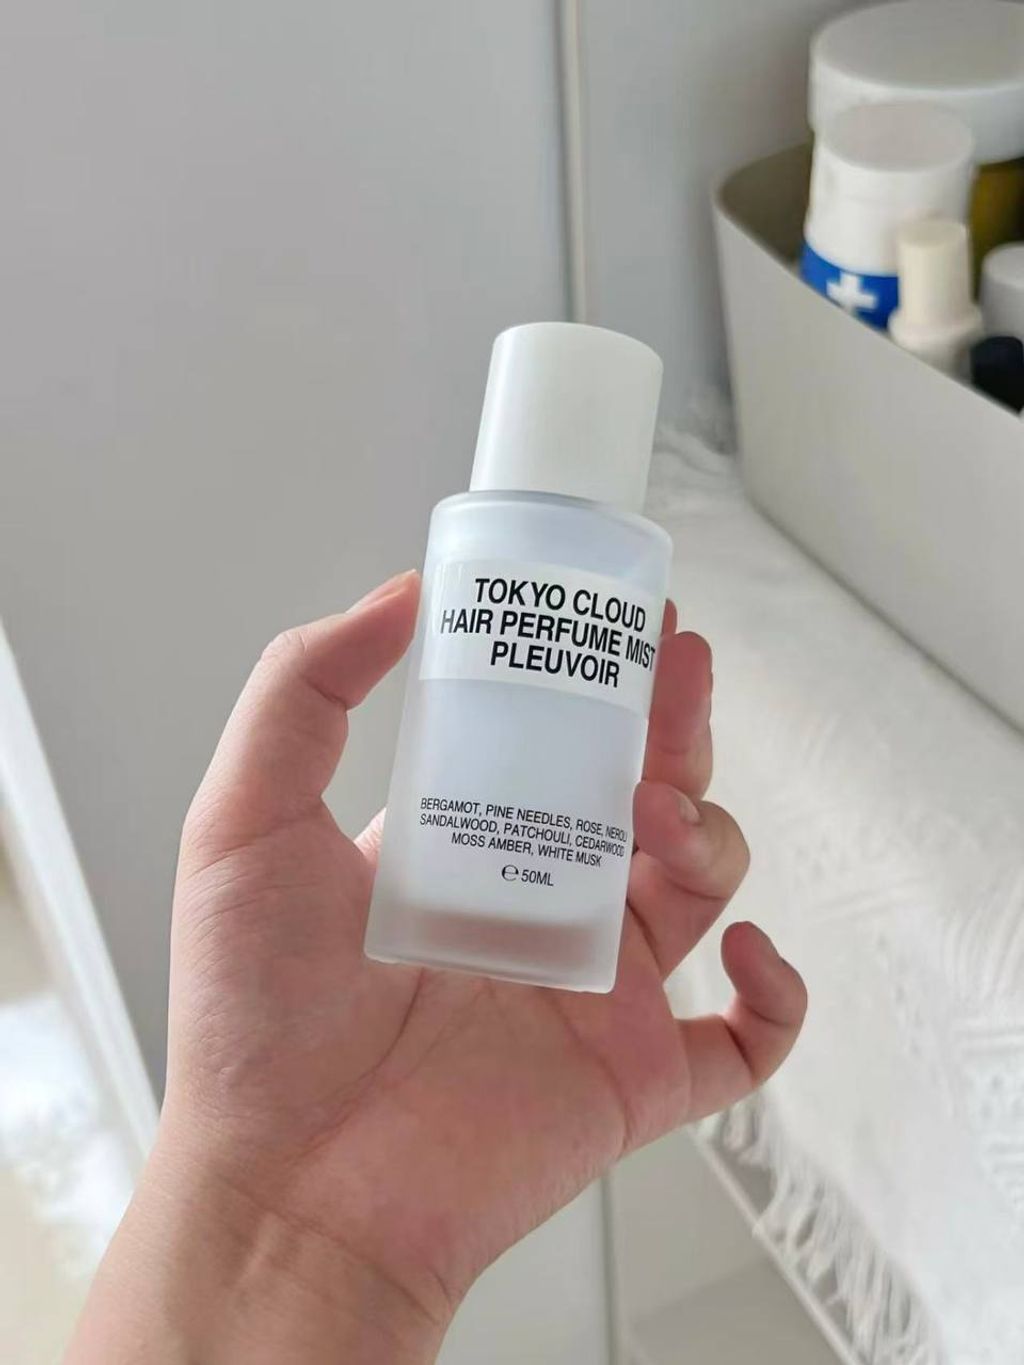 TOKYO CLOUD
HAIR PERFUME MIST
PLEUVOIR
BERGAMOT, PINE NEEDLES, ROSE, NEROLI
SANDALWOOD, PATCHOULI, CEDARWOOD
MOSS AMBER, WHITE MUSK
℮ 50ML